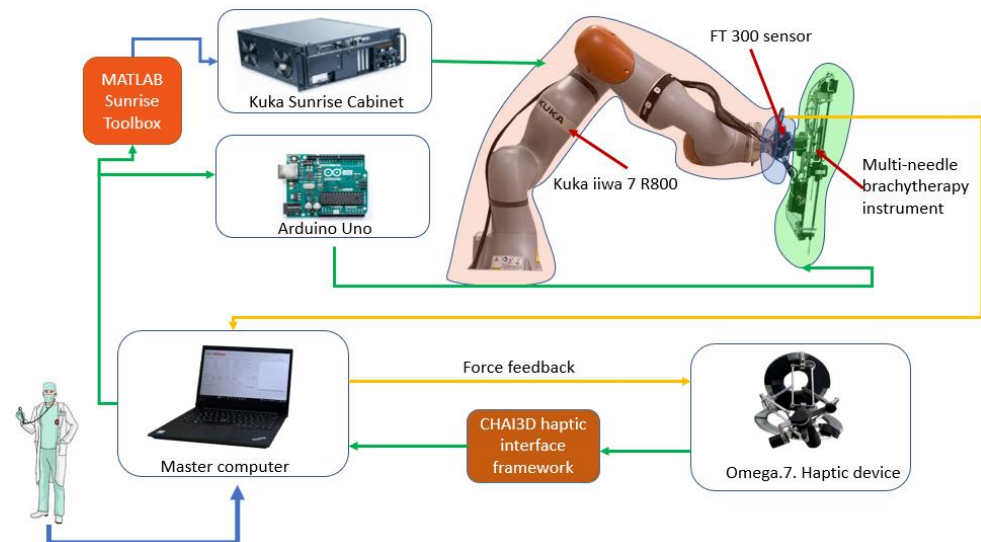 FT 300 sensor
MATLAB
Sunrise
Toolbox
Kuka Sunrise Cabinet
KUKA
Kuka iiwa 7 R800
Multi-needle
brachytherapy
instrument
Arduino Uno
Force feedback
CHAI3D haptic
interface
framework
Master computer
Omega.7. Haptic device